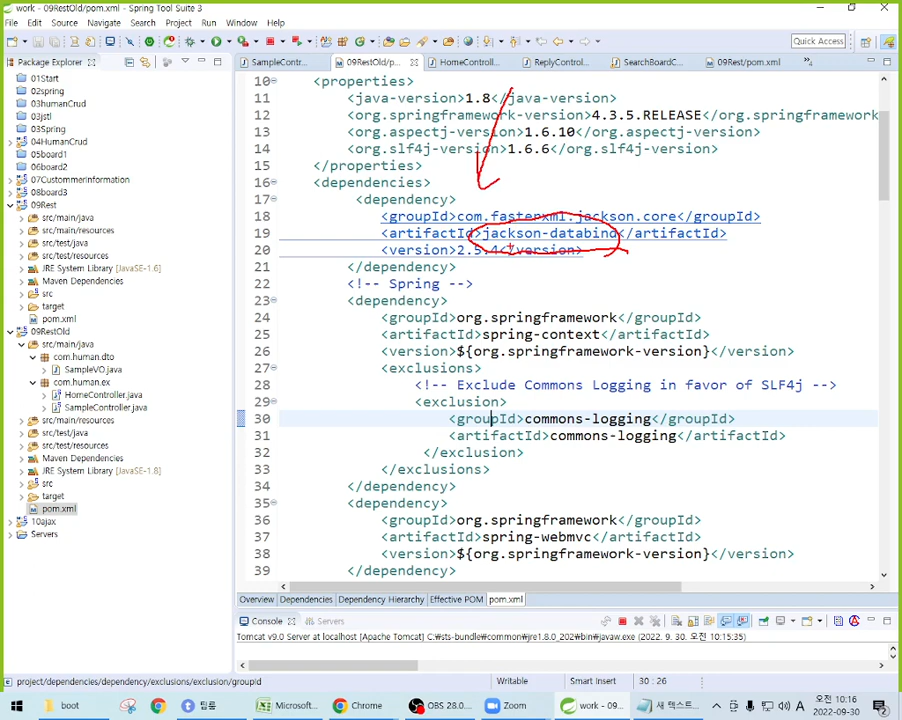 work - 09RestOld/pom.xml - Spring Tool Suite 3
File Edit Source Navigate Search Project Run Window Help
Quick Access
Package Explorer
SampleContr...
09RestOld/p...
HomeControl...
ReplyControl...
SearchBoardC...
09Rest/pom.xml
01Start
02spring
03humanCrud
03jstl
03Spring
04HumanCrud
05board1
06board2
07Custommerinformation
08board3
09Rest
src/main/java
src/main/resources
src/test/java
src/test/resources
JRE System Library [JavaSE-1.6]
Maven Dependencies
src
target
pom.xml
09RestOld
src/main/java
com.human.dto
SampleVO.java
com.human.ex
HomeController.java
SampleController.java
src/main/resources
src/test/java
src/test/resources
Maven Dependencies
JRE System Library [JavaSE-1.8]
src
target
pom.xml
10ajax
Servers
10 <properties>
11 <java-version>1.8</java-version>
12 <org.springframework-version>4.3.5.RELEASE</org.springframework
13 <org.aspectj-version>1.6.10</org.aspectj-version>
14 <org.slf4j-version>1.6.6</org.slf4j-version>
15 </properties>
16 <dependencies>
17 <dependency>
18 <groupId>com.fasterxml.jackson.core</groupId>
19 <artifactId>jackson-databind</artifactId>
20 <version>2.5.4</version>
21 </dependency>
22 <!-- Spring -->
23 <dependency>
24 <groupId>org.springframework</groupId>
25 <artifactId>spring-context</artifactId>
26 <version>${org.springframework-version}</version>
27 <exclusions>
28 <!-- Exclude Commons Logging in favor of SLF4j -->
29 <exclusion>
30 <groupId>commons-logging</groupId>
31 <artifactId>commons-logging</artifactId>
32 </exclusion>
33 </exclusions>
34 </dependency>
35 <dependency>
36 <groupId>org.springframework</groupId>
37 <artifactId>spring-webmvc</artifactId>
38 <version>${org.springframework-version}</version>
39 </dependency>
Overview Dependencies Dependency Hierarchy Effective POM pom.xml
Console Servers
Tomcat v9.0 Server at localhost [Apache Tomcat] C:₩sts-bundle₩common₩jre1.8.0_202₩bin₩javaw.exe (2022. 9. 30. 오전 10:15:35)
project/dependencies/dependency/exclusions/exclusion/groupId
Writable Smart Insert 30 : 26
boot 팀룸 Microsoft... Chrome OBS 28.0.... Zoom work - 09... 새 텍스트... A 오전 10:16
2022-09-30
2